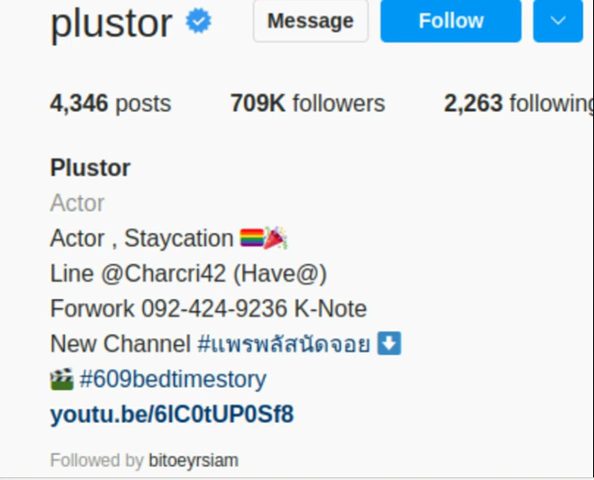 plustor
Message
Follow
4,346 posts 709K followers 2,263 following
Plustor
Actor
Actor , Staycation 🏳️‍🌈🎉
Line @Charcri42 (Have@)
Forwork 092-424-9236 K-Note
New Channel #แพรพลัสนัดจอย ⬇️
🎬 #609bedtimestory
youtu.be/6lC0tUP0Sf8
Followed by bitoeyrsiam